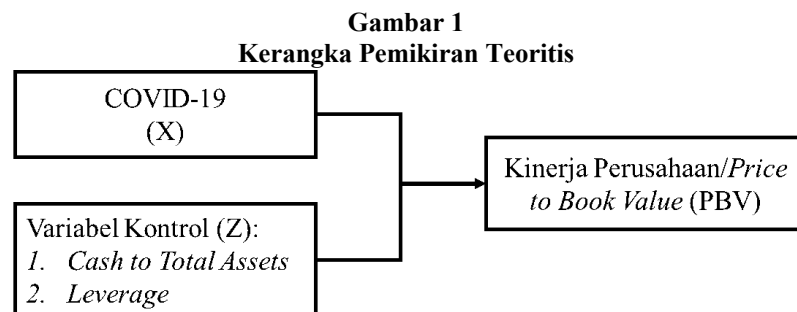 Gambar 1
Kerangka Pemikiran Teoritis
COVID-19
(X)
Kinerja Perusahaan/Price
to Book Value (PBV)
Variabel Kontrol (Z):
1. Cash to Total Assets
2. Leverage